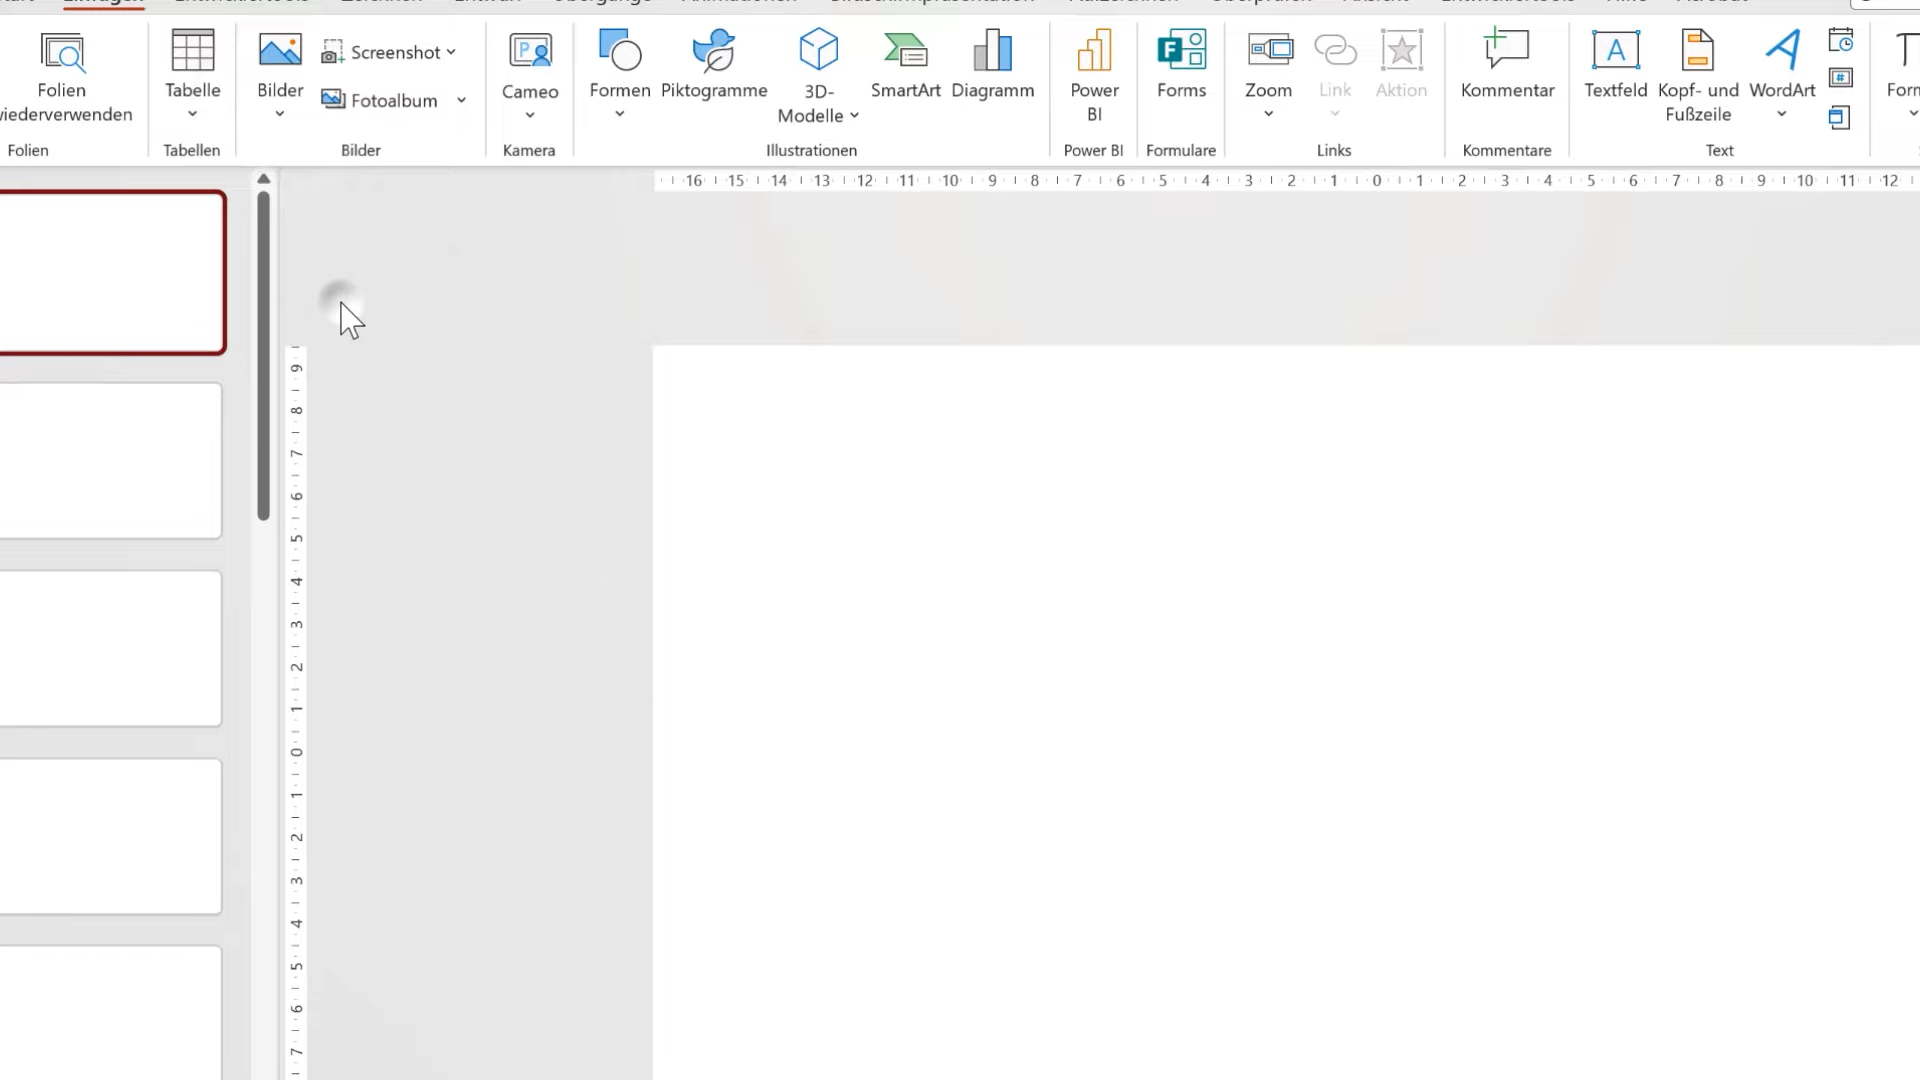 Folien
wiederverwenden
Folien
Tabelle
Tabellen
Bilder
Screenshot
Fotoalbum
Bilder
Cameo
Kamera
Formen
Piktogramme
3D-
Modelle
SmartArt
Diagramm
Illustrationen
Power
BI
Power BI
Forms
Formulare
Zoom
Link
Aktion
Links
Kommentar
Kommentare
Textfeld
Kopf- und
Fußzeile
WordArt
Text
16 15 14 13 12 11 10 9 8 7 6 5 4 3 2 1 0 1 2 3 4 5 6 7 8 9 10 11 12
9
8
7
6
5
4
3
2
1
0
1
2
3
4
5
6
7